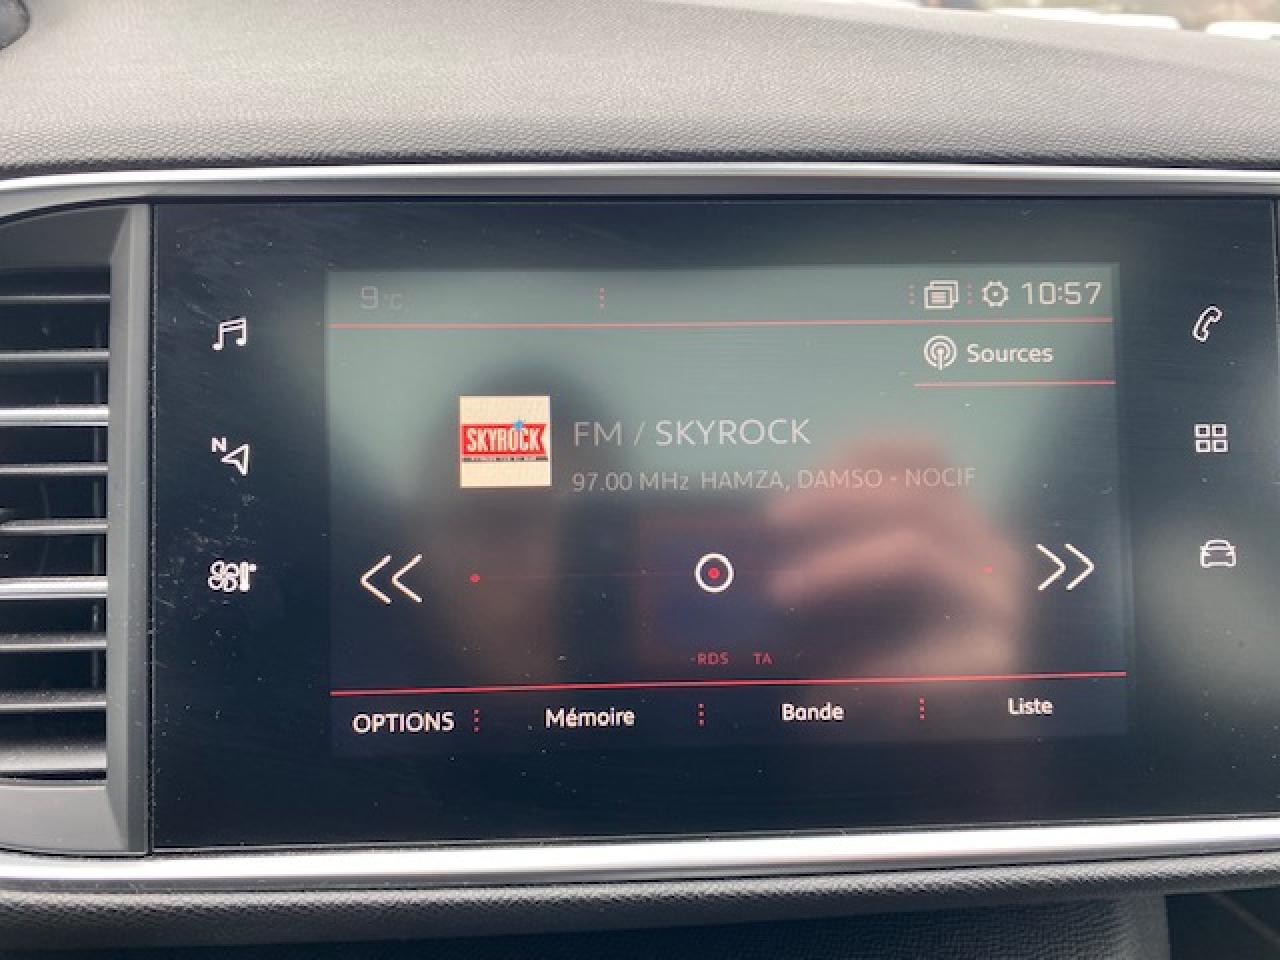 9°C
10:57
Sources
SKYROCK
FM / SKYROCK
97.00 MHz HAMZA, DAMSO - NOCIF
N
RDS TA
OPTIONS Mémoire Bande Liste